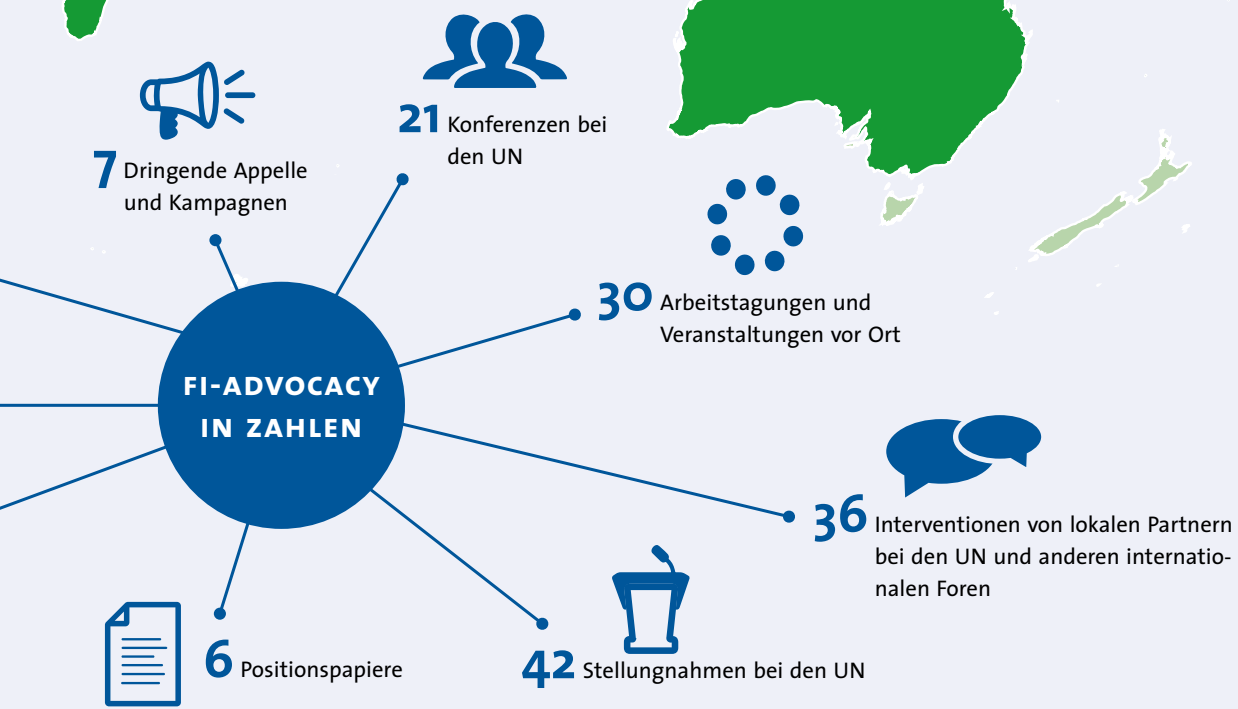 21 Konferenzen bei
den UN
7 Dringende Appelle
und Kampagnen
30 Arbeitstagungen und
Veranstaltungen vor Ort
FI-ADVOCACY
IN ZAHLEN
36 Interventionen von lokalen Partnern
bei den UN und anderen internatio-
nalen Foren
6 Positionspapiere
42 Stellungnahmen bei den UN